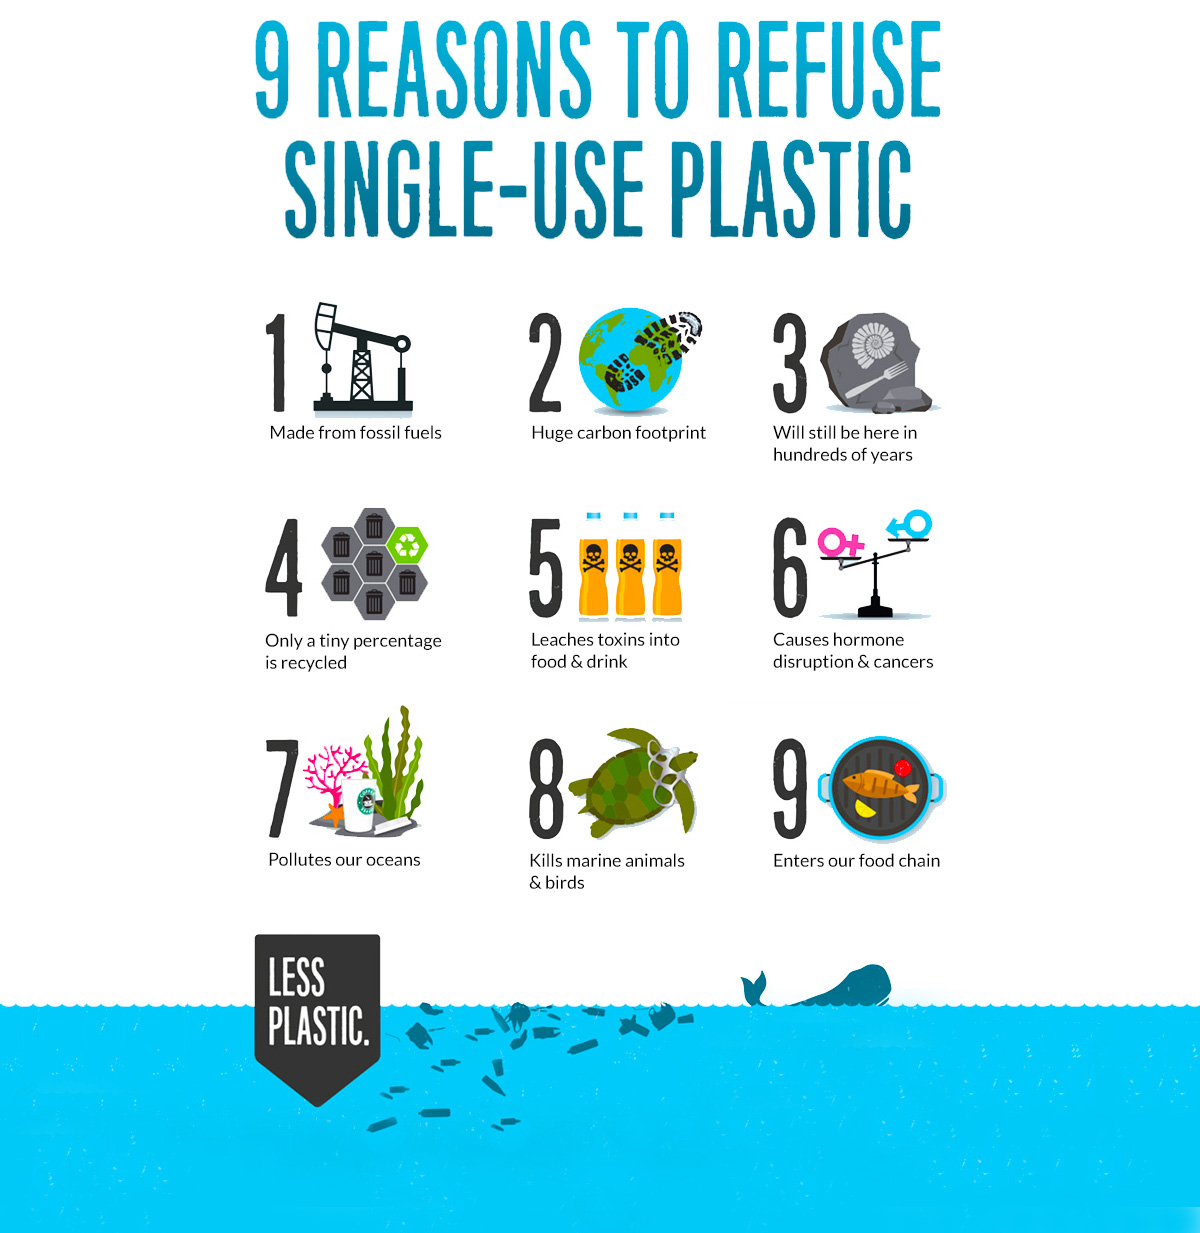 9 REASONS TO REFUSE
SINGLE-USE PLASTIC
1
Made from fossil fuels
2
Huge carbon footprint
3
Will still be here in
hundreds of years
4
Only a tiny percentage
is recycled
5
Leaches toxins into
food & drink
6
Causes hormone
disruption & cancers
7
Pollutes our oceans
8
Kills marine animals
& birds
9
Enters our food chain
LESS
PLASTIC.